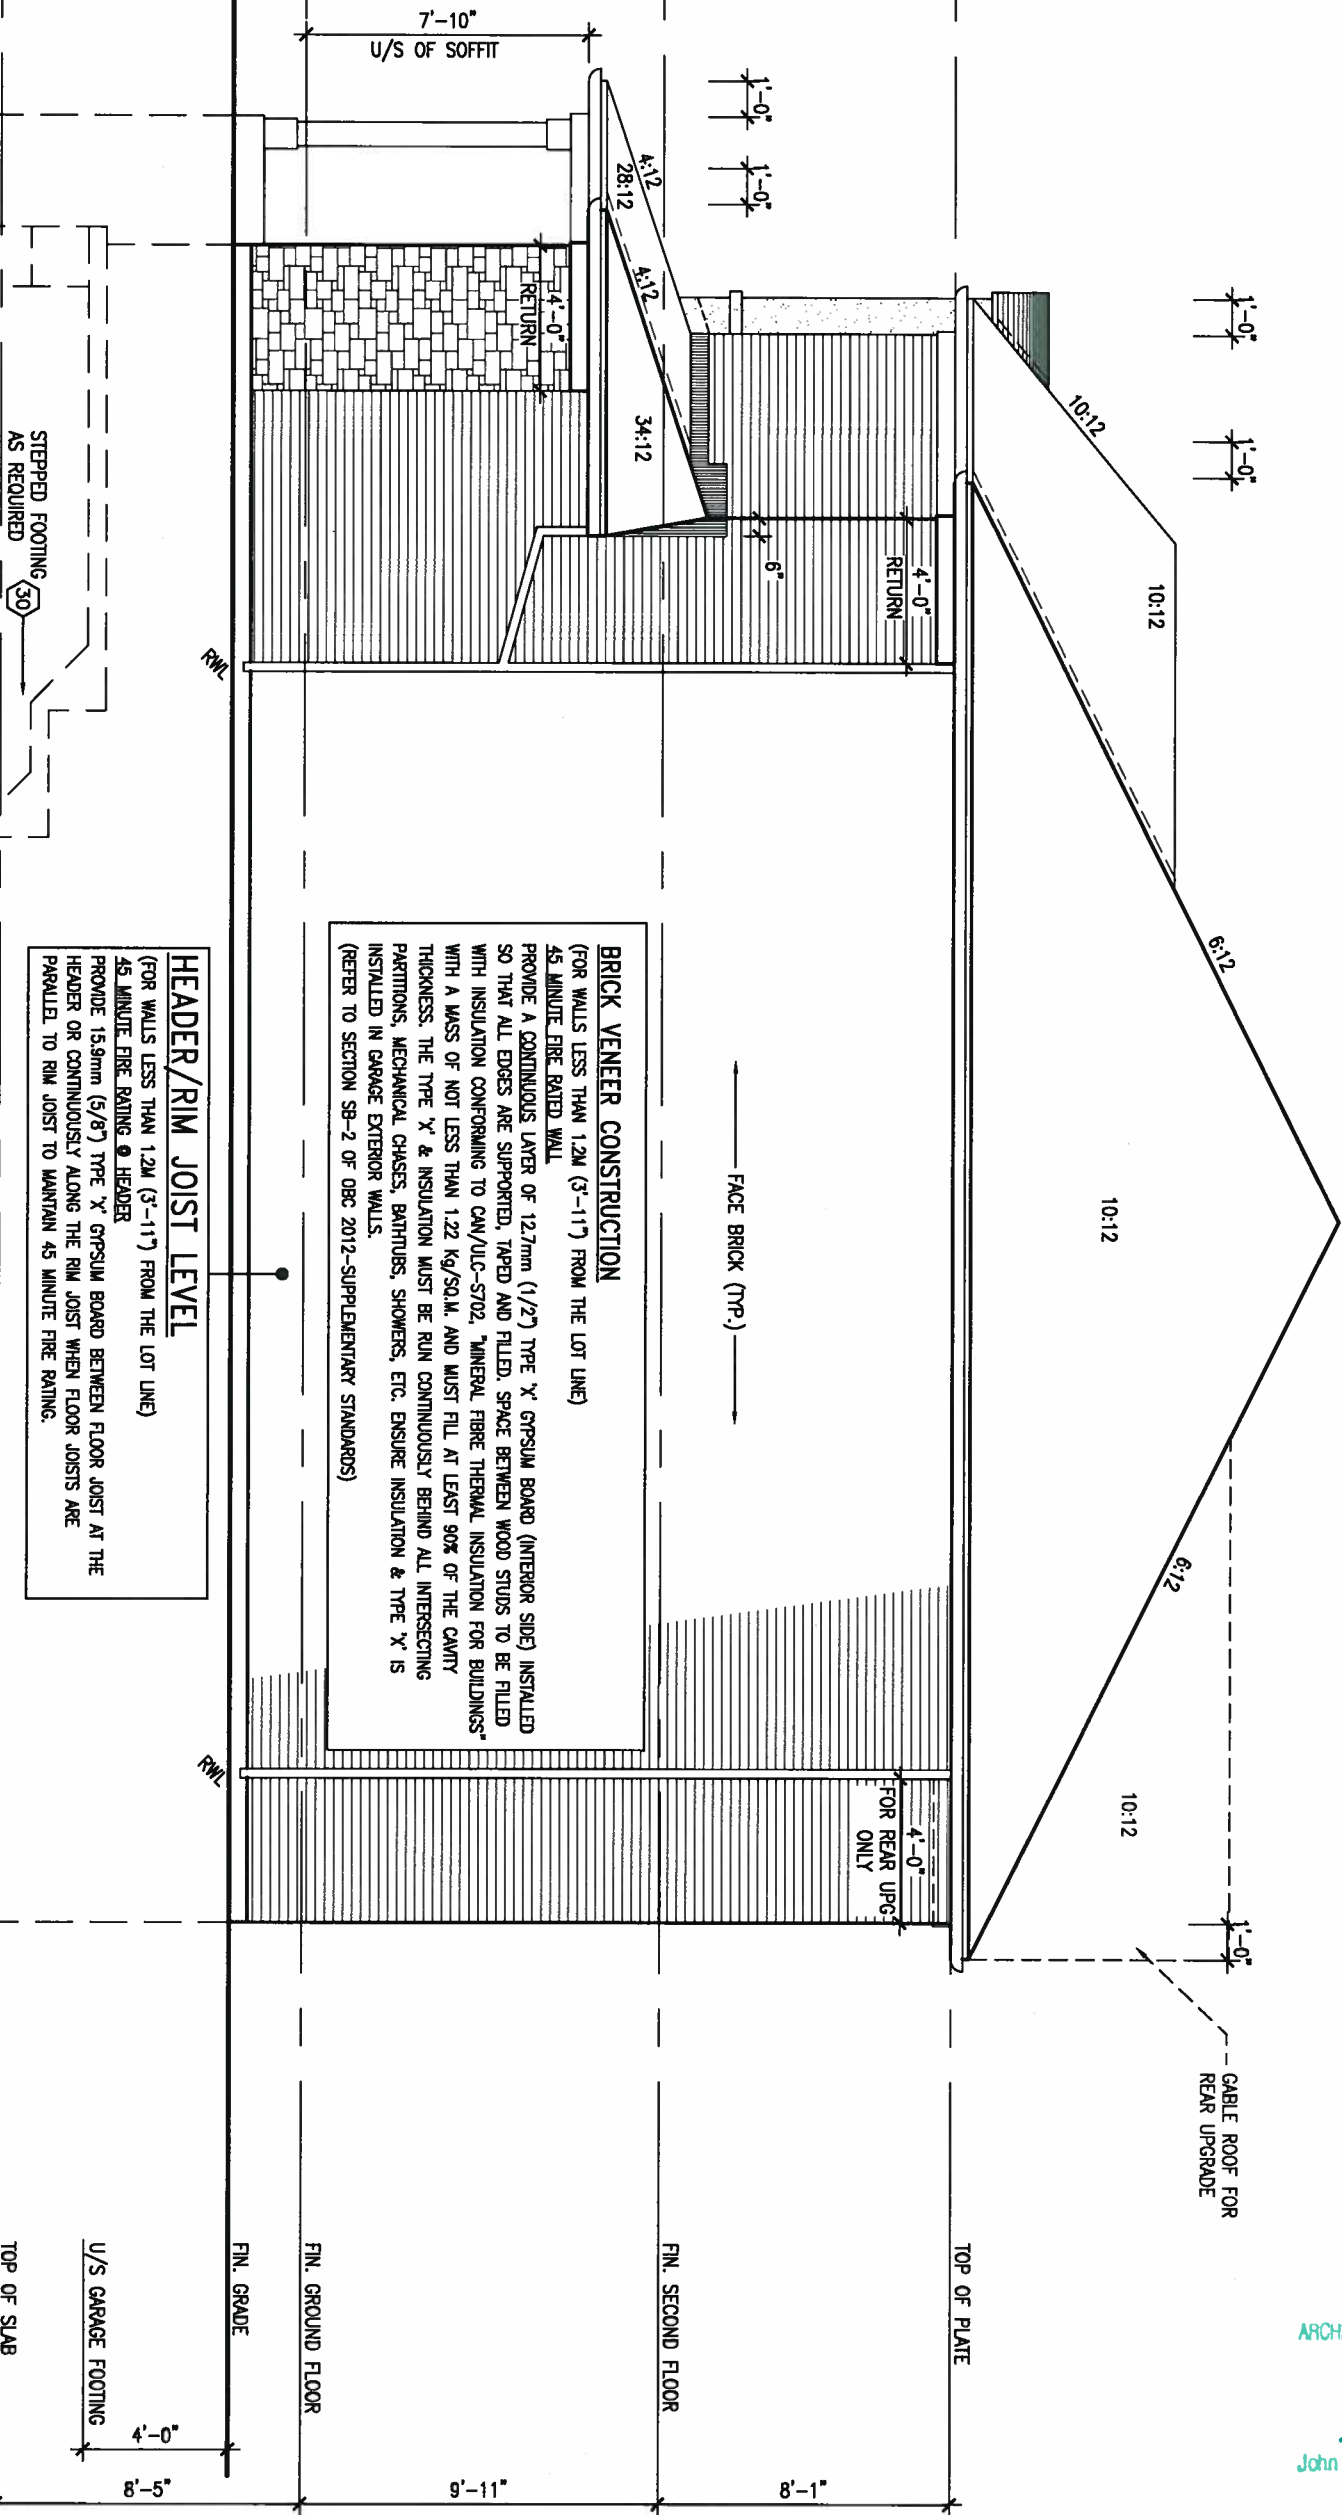 7'-10"
U/S OF SOFFIT
1'-0"
1'-0"
1'-0"
1'-0"
4:12
28:12
4:12
34:12
10:12
10:12
6:12
10:12
6:12
10:12
1'-0"
GABLE ROOF FOR
REAR UPGRADE
4'-0"
RETURN
6"
4'-0"
RETURN
RWL
STEPPED FOOTING
AS REQUIRED
30
FACE BRICK (TYP.)
BRICK VENEER CONSTRUCTION
(FOR WALLS LESS THAN 1.2M (3'-11") FROM THE LOT LINE)
45 MINUTE FIRE RATED WALL
PROVIDE A CONTINUOUS LAYER OF 12.7mm (1/2") TYPE 'X' GYPSUM BOARD (INTERIOR SIDE) INSTALLED
SO THAT ALL EDGES ARE SUPPORTED, TAPED AND FILLED. SPACE BETWEEN WOOD STUDS TO BE FILLED
WITH INSULATION CONFORMING TO CAN/ULC-S702, "MINERAL FIBRE THERMAL INSULATION FOR BUILDINGS"
WITH A MASS OF NOT LESS THAN 1.22 Kg/SQ.M. AND MUST FILL AT LEAST 90% OF THE CAVITY
THICKNESS. THE TYPE 'X' & INSULATION MUST BE RUN CONTINUOUSLY BEHIND ALL INTERSECTING
PARTITIONS, MECHANICAL CHASES, BATHTUBS, SHOWERS, ETC. ENSURE INSULATION & TYPE 'X' IS
INSTALLED IN GARAGE EXTERIOR WALLS.
(REFER TO SECTION SB-2 OF OBC 2012-SUPPLEMENTARY STANDARDS)
HEADER/RIM JOIST LEVEL
(FOR WALLS LESS THAN 1.2M (3'-11") FROM THE LOT LINE)
45 MINUTE FIRE RATING @ HEADER
PROVIDE 15.9mm (5/8") TYPE 'X' GYPSUM BOARD BETWEEN FLOOR JOIST AT THE
HEADER OR CONTINUOUSLY ALONG THE RIM JOIST WHEN FLOOR JOISTS ARE
PARALLEL TO RIM JOIST TO MAINTAIN 45 MINUTE FIRE RATING.
4'-0"
FOR REAR UPG
ONLY
RWL
TOP OF PLATE
8'-1"
FIN. SECOND FLOOR
9'-11"
FIN. GROUND FLOOR
FIN. GRADE
8'-5"
4'-0"
U/S GARAGE FOOTING
TOP OF SLAB
ARCH
John